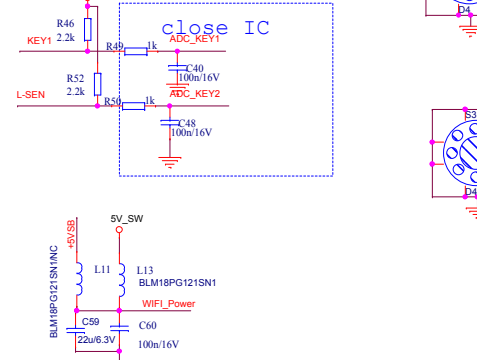 D4
R46
2.2k
close IC
KEY1
R49
1k
ADC_KEY1
C40
100n/16V
R52
2.2k
L-SEN
R50
1k
ADC_KEY2
C48
100n/16V
S3
D4
+5VSB
5V_SW
BLM18PG121SN1/NC
L11
L13
BLM18PG121SN1
WIFI_Power
C59
22u/6.3V
C60
100n/16V